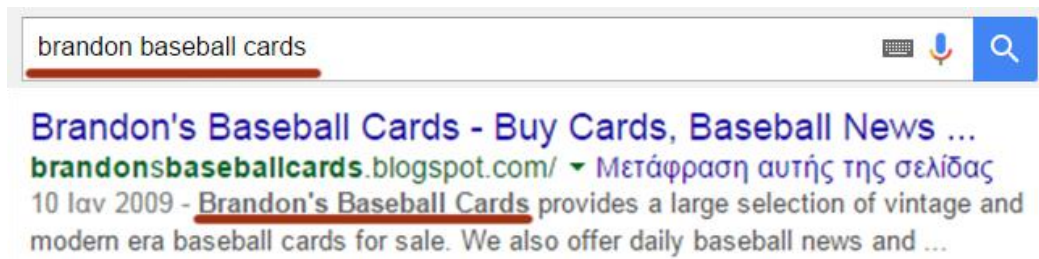 brandon baseball cards
Brandon's Baseball Cards - Buy Cards, Baseball News ...
brandonsbaseballcards.blogspot.com/ ▾ Μετάφραση αυτής της σελίδας
10 Ιαν 2009 - Brandon's Baseball Cards provides a large selection of vintage and
modern era baseball cards for sale. We also offer daily baseball news and ...